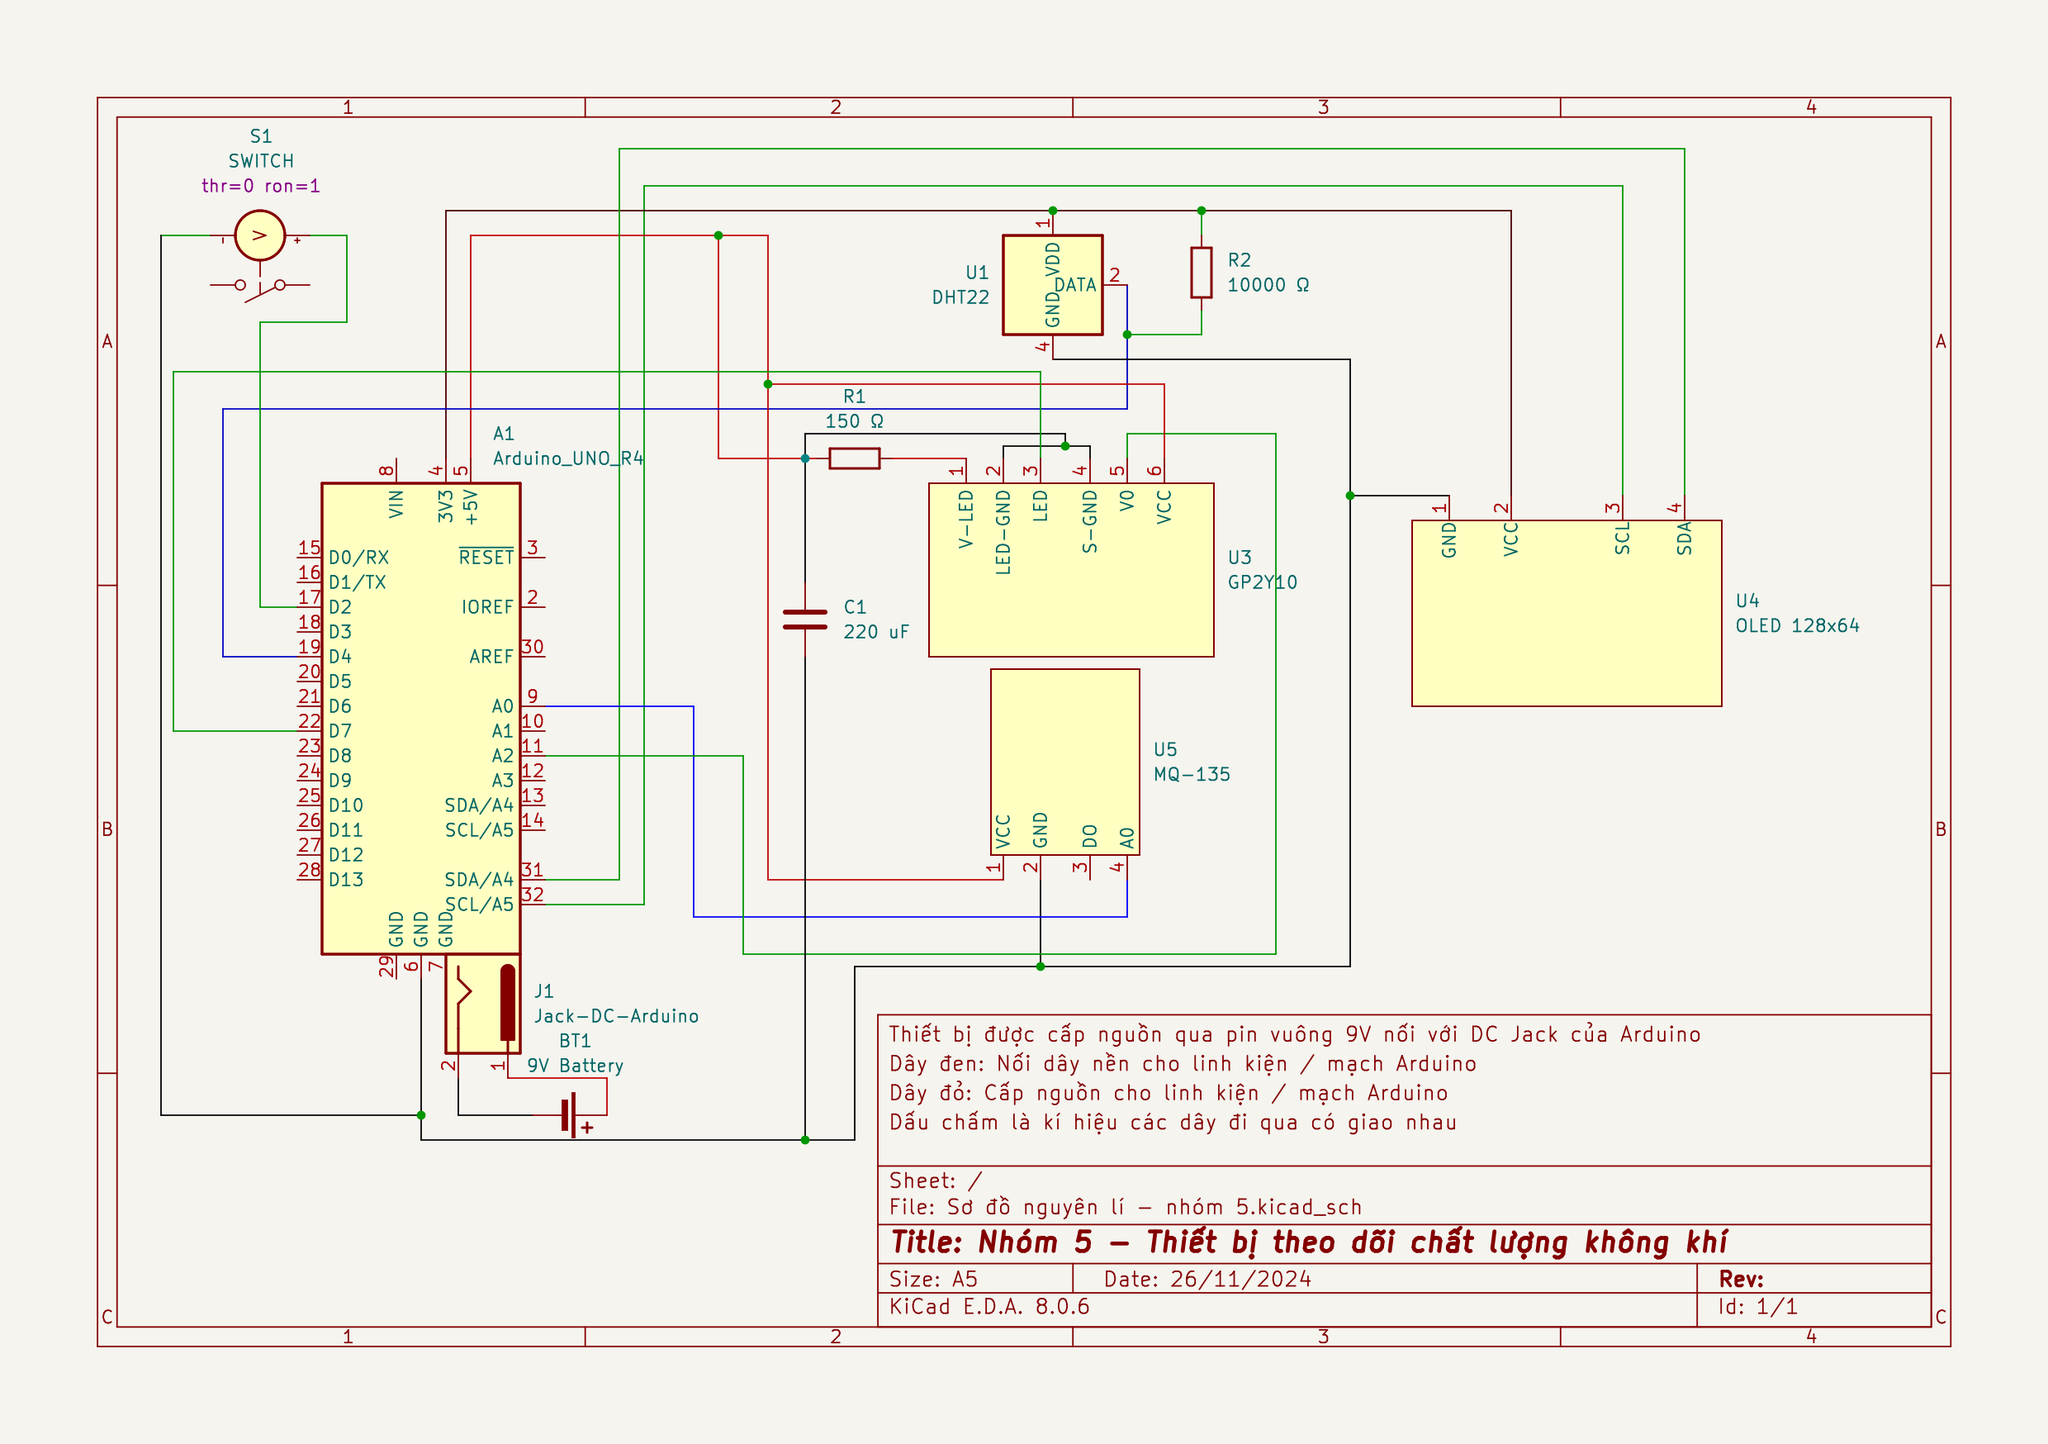 1 2 3 4
S1
SWITCH
thr=0 ron=1
V
- +
A1
Arduino_UNO_R4
8 4 5
VIN 3V3 +5V
15 D0/RX RESET 3
16 D1/TX
17 D2 IOREF 2
18 D3
19 D4 AREF 30
20 D5
21 D6 A0 9
22 D7 A1 10
23 D8 A2 11
24 D9 A3 12
25 D10 SDA/A4 13
26 D11 SCL/A5 14
27 D12
28 D13 SDA/A4 31
SCL/A5 32
GND GND GND
29 6 7
J1
Jack-DC-Arduino
2 1
BT1
9V Battery
+
U1
DHT22
1 VDD
DATA 2
GND 4
R2
10000 Ω
R1
150 Ω
C1
220 uF
1 2 3 4 5 6
V-LED LED-GND LED S-GND V0 VCC
U3
GP2Y10
U5
MQ-135
VCC GND DO A0
1 2 3 4
1 2 3 4
GND VCC SCL SDA
U4
OLED 128x64
A A
B B
C C
Thiết bị được cấp nguồn qua pin vuông 9V nối với DC Jack của Arduino
Dây đen: Nối dây nền cho linh kiện / mạch Arduino
Dây đỏ: Cấp nguồn cho linh kiện / mạch Arduino
Dấu chấm là kí hiệu các dây đi qua có giao nhau
Sheet: /
File: Sơ đồ nguyên lí - nhóm 5.kicad_sch
Title: Nhóm 5 - Thiết bị theo dõi chất lượng không khí
Size: A5 Date: 26/11/2024 Rev:
KiCad E.D.A. 8.0.6 Id: 1/1
1 2 3 4